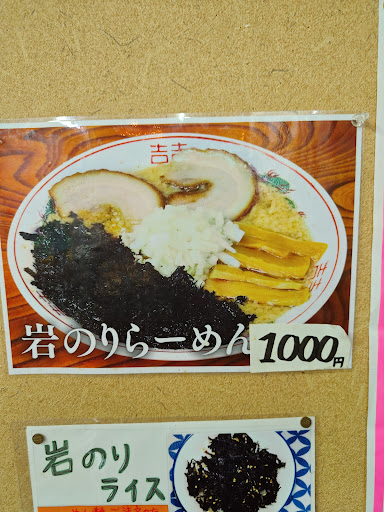 岩のりらーめん
1000円
岩のり
ライス